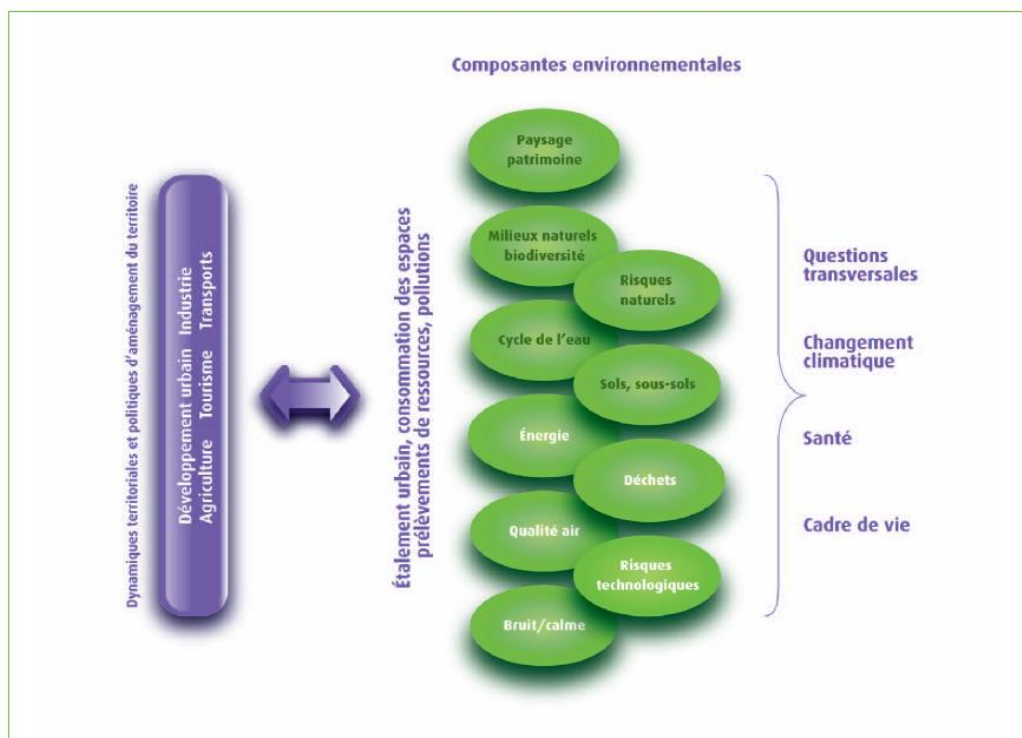 Composantes environnementales
Dynamiques territoriales et politiques d'aménagement du territoire
Développement urbain Industrie
Agriculture Tourisme Transports
Étalement urbain, consommation des espaces
prélèvements de ressources, pollutions
Paysage
patrimoine
Milieux naturels
biodiversité
Risques
naturels
Cycle de l'eau
Sols, sous-sols
Énergie
Déchets
Qualité air
Risques
technologiques
Bruit/calme
Questions
transversales
Changement
climatique
Santé
Cadre de vie